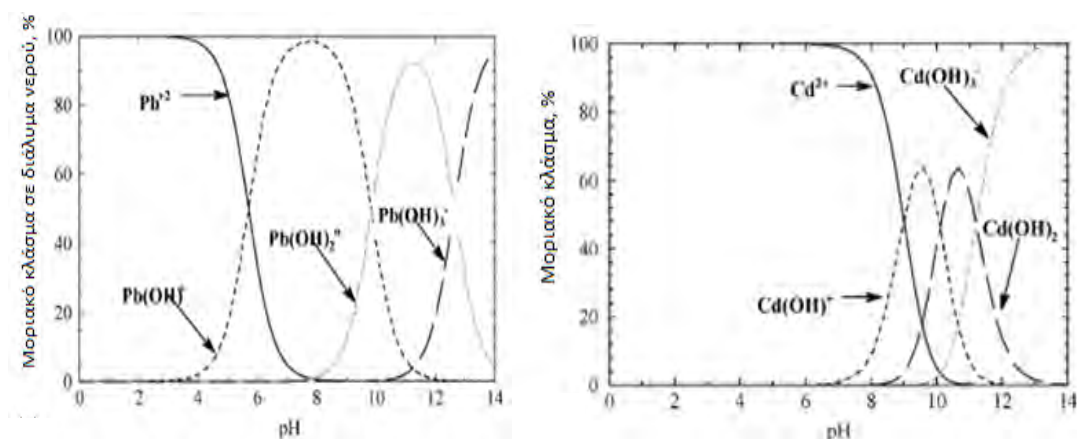 Μοριακό κλάσμα σε διάλυμα νερού, %
100
80
60
40
20
0
0 2 4 6 8 10 12 14
pH
Pb⁺²
Pb(OH)⁺
Pb(OH)₂⁰
Pb(OH)₃⁻
Μοριακό κλάσμα, %
100
80
60
40
20
0
0 2 4 6 8 10 12 14
pH
Cd²⁺
Cd(OH)₃⁻
Cd(OH)⁺
Cd(OH)₂